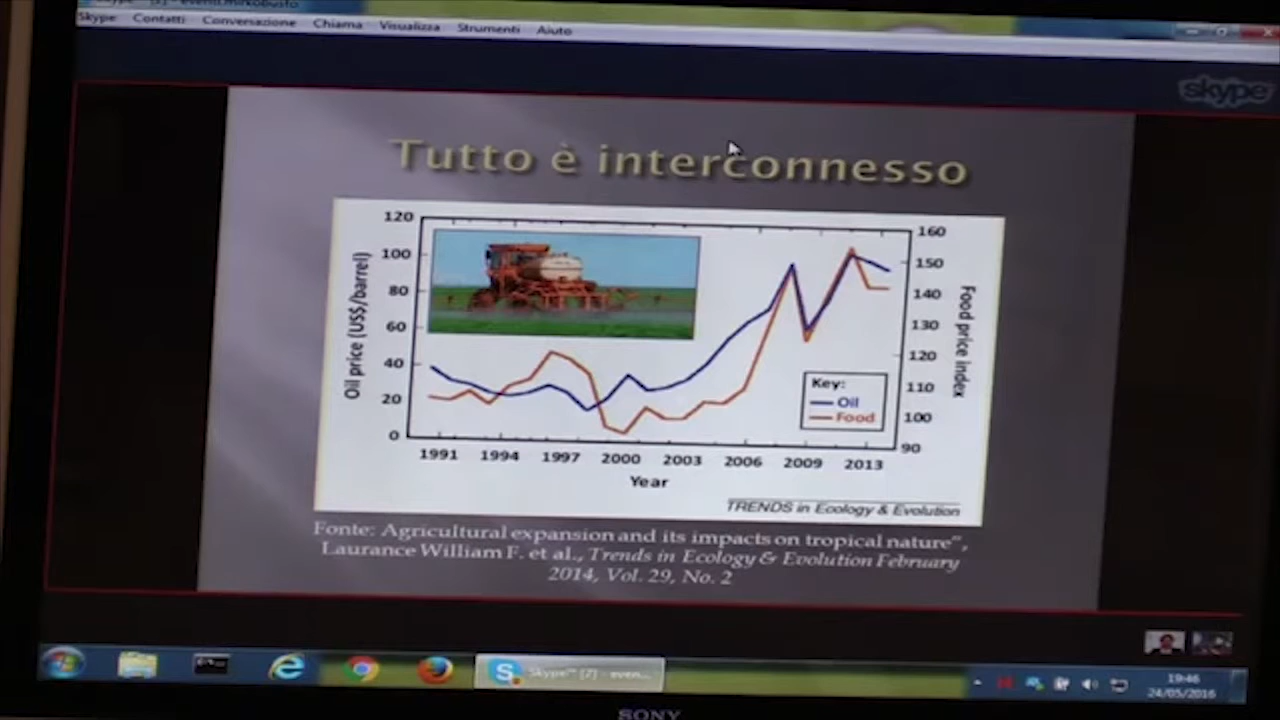 Skype Contatti Conversazione Chiama Visualizza Strumenti Aiuto
skype
Tutto è interconnesso
120
100
80
60
40
20
0
Oil price (US$/barrel)
160
150
140
130
120
110
100
90
Food price index
Key:
Oil
Food
1991 1994 1997 2000 2003 2006 2009 2013
Year
TRENDS in Ecology & Evolution
Fonte: Agricultural expansion and its impacts on tropical nature",
Laurance William F. et al., Trends in Ecology & Evolution February
2014, Vol. 29, No. 2
Skype™ [2] - even...
19:46
24/05/2016
SONY